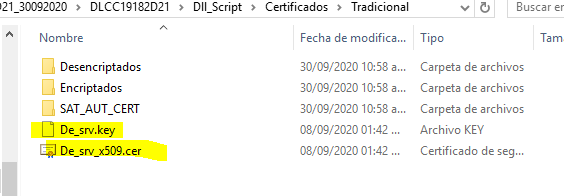 D21_30092020 > DLCC19182D21 > Dll_Script > Certificados > Tradicional
Buscar en
Nombre Fecha de modifica... Tipo Tama
Desencriptados 30/09/2020 10:58 a... Carpeta de archivos
Encriptados 30/09/2020 10:58 a... Carpeta de archivos
SAT_AUT_CERT 30/09/2020 10:58 a... Carpeta de archivos
De_srv.key 08/09/2020 01:42 ... Archivo KEY
De_srv_x509.cer 08/09/2020 01:42 ... Certificado de seg...